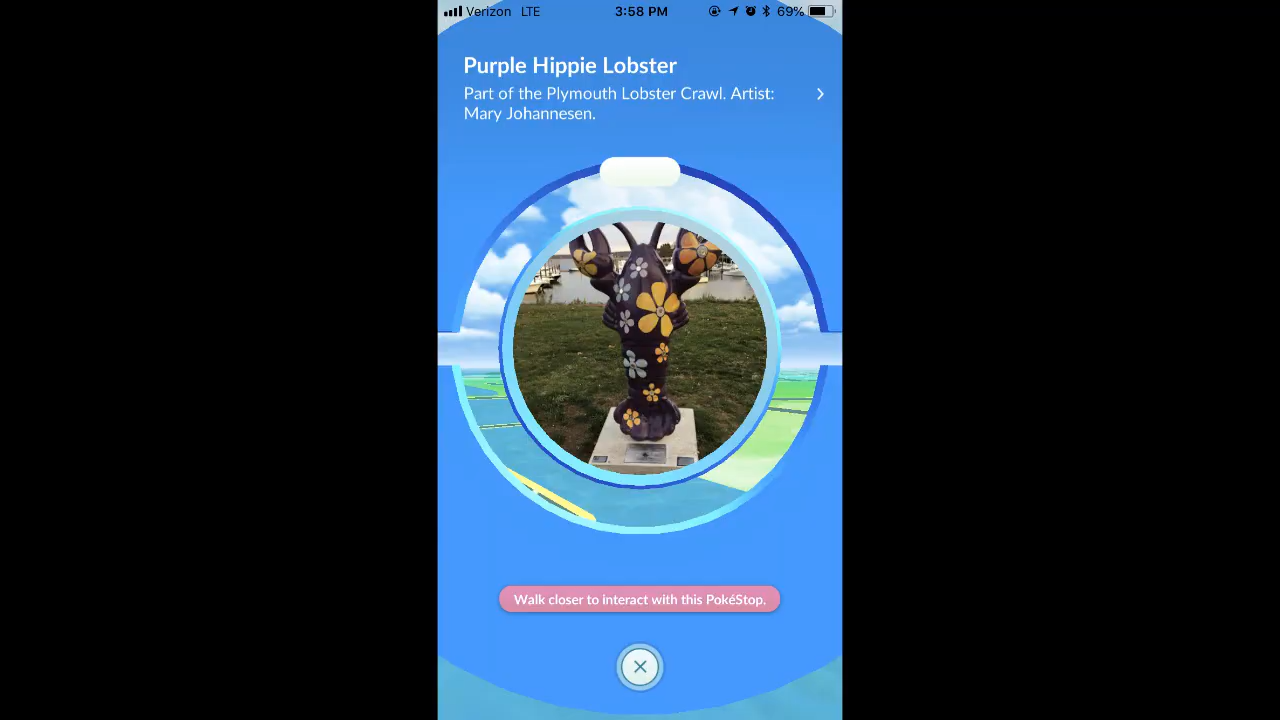 Verizon LTE 3:58 PM 69%
Purple Hippie Lobster
Part of the Plymouth Lobster Crawl. Artist:
Mary Johannesen.
Walk closer to interact with this PokéStop.